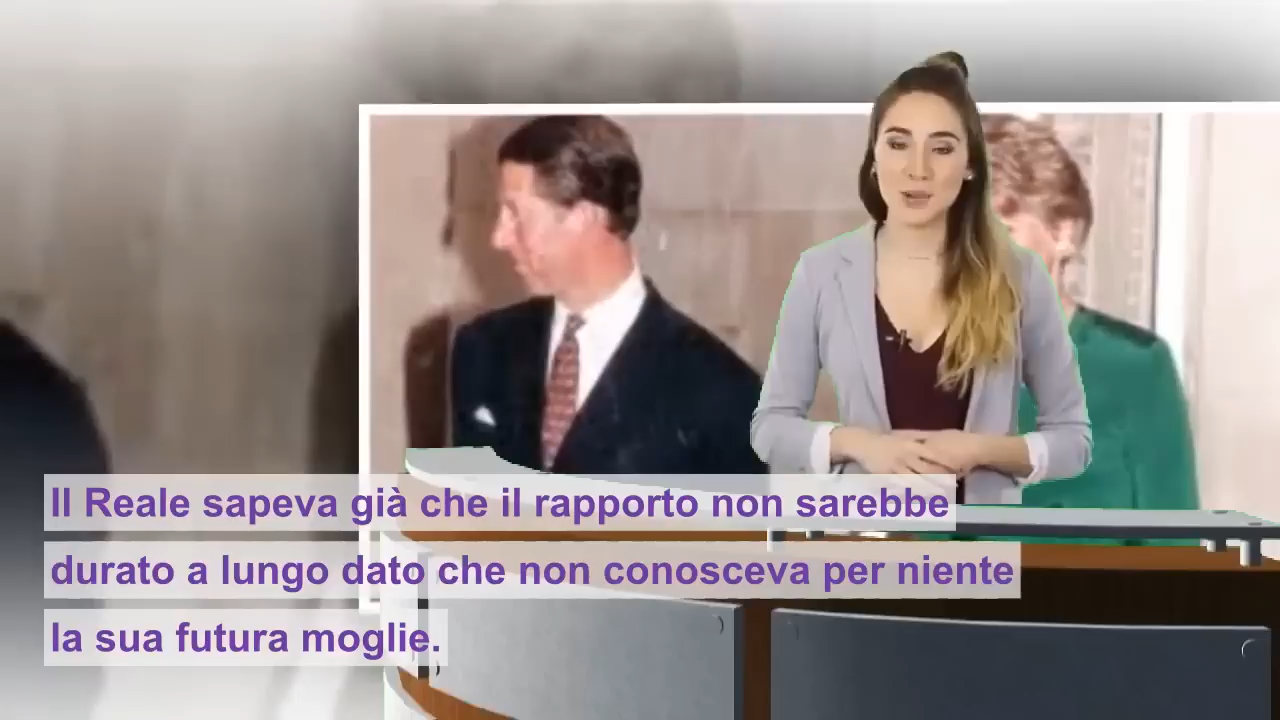 Il Reale sapeva già che il rapporto non sarebbe
durato a lungo dato che non conosceva per niente
la sua futura moglie.